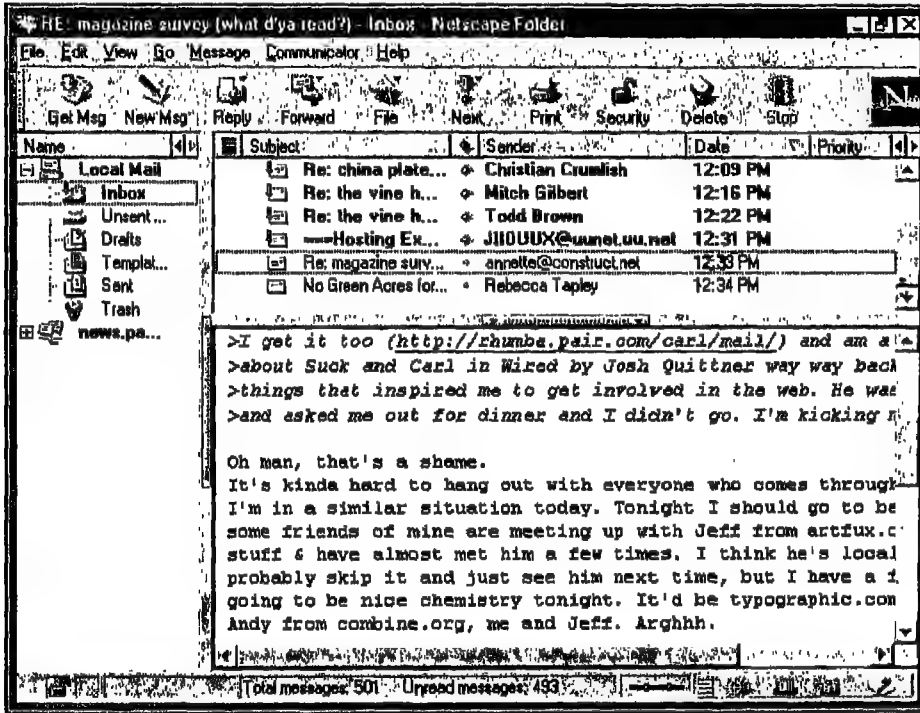 RE: magazine survey (what d'ya read?) - Inbox - Netscape Folder
File Edit View Go Message Communicator Help
Get Msg New Msg Reply Forward File Next Print Security Delete Stop N
Name Subject Sender Date Priority
Local Mail
Inbox
Unsent...
Drafts
Templat...
Sent
Trash
news.pa...
Re: china plate... Christian Crumlish 12:09 PM
Re: the vine h... Mitch Gilbert 12:16 PM
Re: the vine h... Todd Brown 12:22 PM
===Hosting Ex... 12:31 PM
Re: magazine surv... annette@construct.net 12:33 PM
No Green Acres for... Rebecca Tapley 12:34 PM
>I get it too (http://rhumba.pair.com/carl/mail/) and am a
>about Suck and Carl in Wired by Josh Quittner way way back
>things that inspired me to get involved in the web. He was
>and asked me out for dinner and I didn't go. I'm kicking m
Oh man, that's a shame.
It's kinda hard to hang out with everyone who comes through
I'm in a similar situation today. Tonight I should go to be
some friends of mine are meeting up with Jeff from artfux.c
stuff & have almost met him a few times. I think he's local
probably skip it and just see him next time, but I have a f
going to be nice chemistry tonight. It'd be typographic.com
Andy from combine.org, me and Jeff. Arghhh.
Total messages: 501 Unread messages: 493